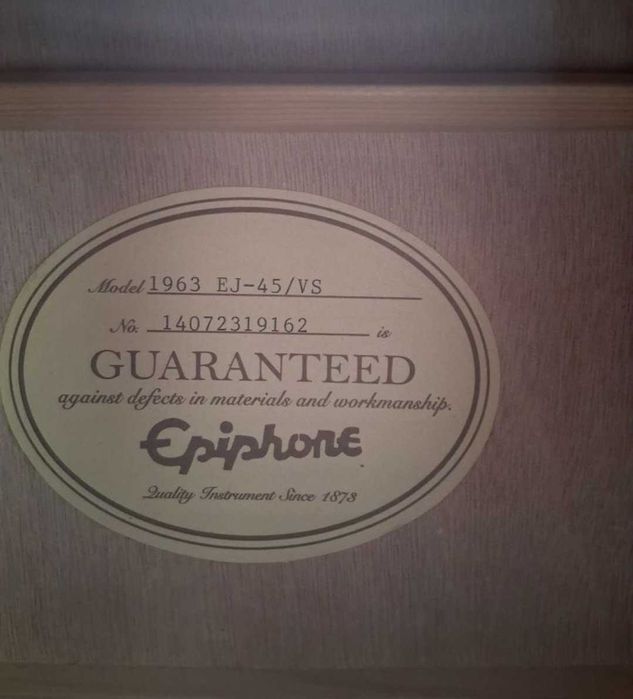 Model 1963 EJ-45/VS
No. 14072319162 is
GUARANTEED
against defects in materials and workmanship.
Epiphone
Quality Instrument Since 1873